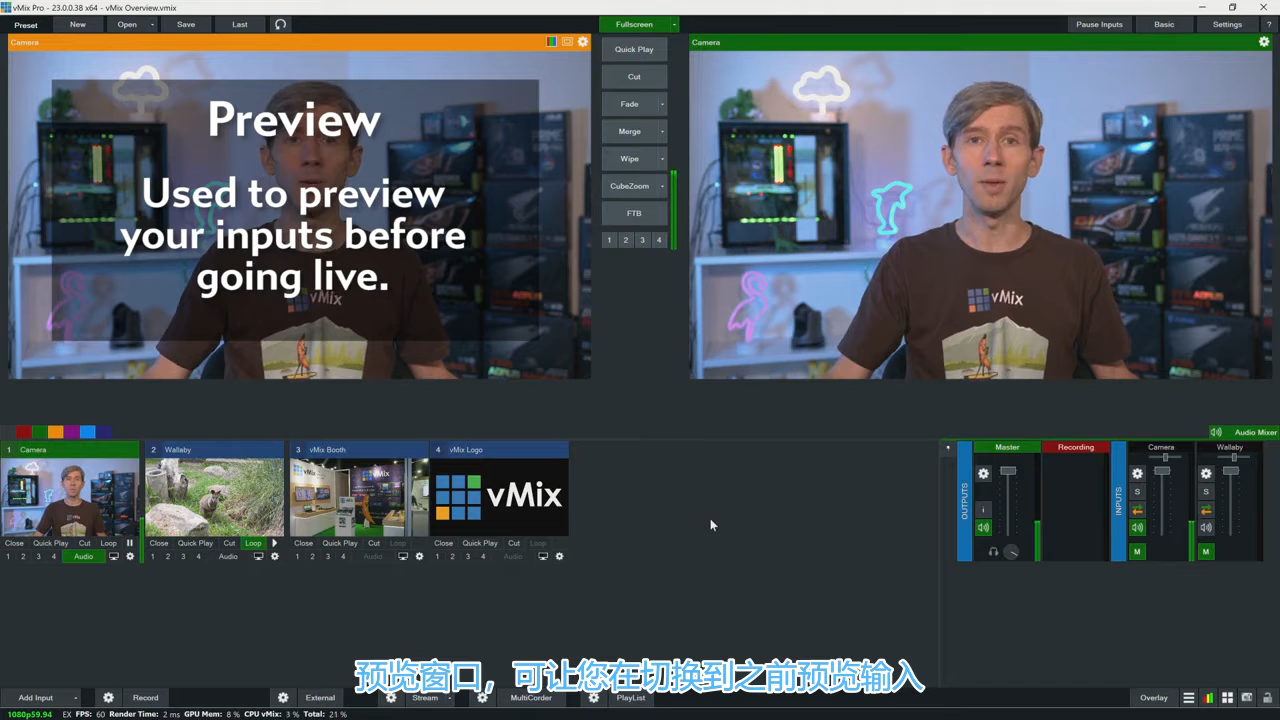 vMix Pro - 23.0.0.38 x64 - vMix Overview.vmix
Preset
New
Open
Save
Last
Fullscreen
Pause Inputs
Basic
Settings
?
Camera
Preview
Used to preview
your inputs before
going live.
vMix
Quick Play
Cut
Fade
Merge
Wipe
CubeZoom
FTB
1 2 3 4
Camera
vMix
Audio Mixer
1 Camera
2 Wallaby
3 vMix Booth
4 vMix Logo
vMix
Close Quick Play Cut Loop
1 2 3 4 Audio
Close Quick Play Cut Loop
1 2 3 4 Audio
Close Quick Play Cut Loop
1 2 3 4 Audio
Close Quick Play Cut Loop
1 2 3 4 Audio
OUTPUTS
Master
Recording
INPUTS
Camera
Wallaby
S
S
M
M
预览窗口，可让您在切换到之前预览输入
Add Input
Record
External
Stream
MultiCorder
PlayList
Overlay
1080p59.94 EX FPS: 60 Render Time: 2 ms GPU Mem: 8 % CPU vMix: 3 % Total: 21 %